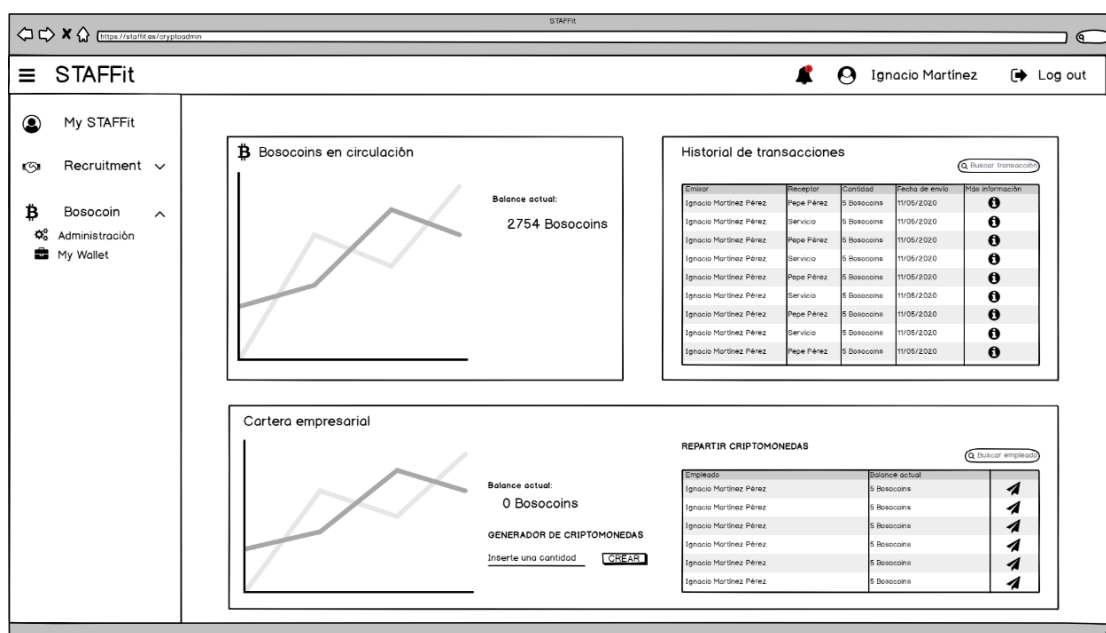 STAFFit
https://staffit.es/cryptoadmin
STAFFit
Ignacio Martínez
Log out
My STAFFit
Recruitment
Bosocoin
Administración
My Wallet
Bosocoins en circulación
Balance actual:
2754 Bosocoins
Historial de transacciones
Buscar transacción
Emisor Receptor Cantidad Fecha de envío Más información
Ignacio Martínez Pérez Pepe Pérez 5 Bosocoins 11/05/2020
Ignacio Martínez Pérez Servicio 5 Bosocoins 11/05/2020
Ignacio Martínez Pérez Pepe Pérez 5 Bosocoins 11/05/2020
Ignacio Martínez Pérez Servicio 5 Bosocoins 11/05/2020
Ignacio Martínez Pérez Pepe Pérez 5 Bosocoins 11/05/2020
Ignacio Martínez Pérez Servicio 5 Bosocoins 11/05/2020
Ignacio Martínez Pérez Pepe Pérez 5 Bosocoins 11/05/2020
Ignacio Martínez Pérez Servicio 5 Bosocoins 11/05/2020
Ignacio Martínez Pérez Pepe Pérez 5 Bosocoins 11/05/2020
Cartera empresarial
Balance actual:
0 Bosocoins
GENERADOR DE CRIPTOMONEDAS
Inserte una cantidad CREAR
REPARTIR CRIPTOMONEDAS
Buscar empleado
Empleado Balance actual
Ignacio Martínez Pérez 5 Bosocoins
Ignacio Martínez Pérez 5 Bosocoins
Ignacio Martínez Pérez 5 Bosocoins
Ignacio Martínez Pérez 5 Bosocoins
Ignacio Martínez Pérez 5 Bosocoins
Ignacio Martínez Pérez 5 Bosocoins